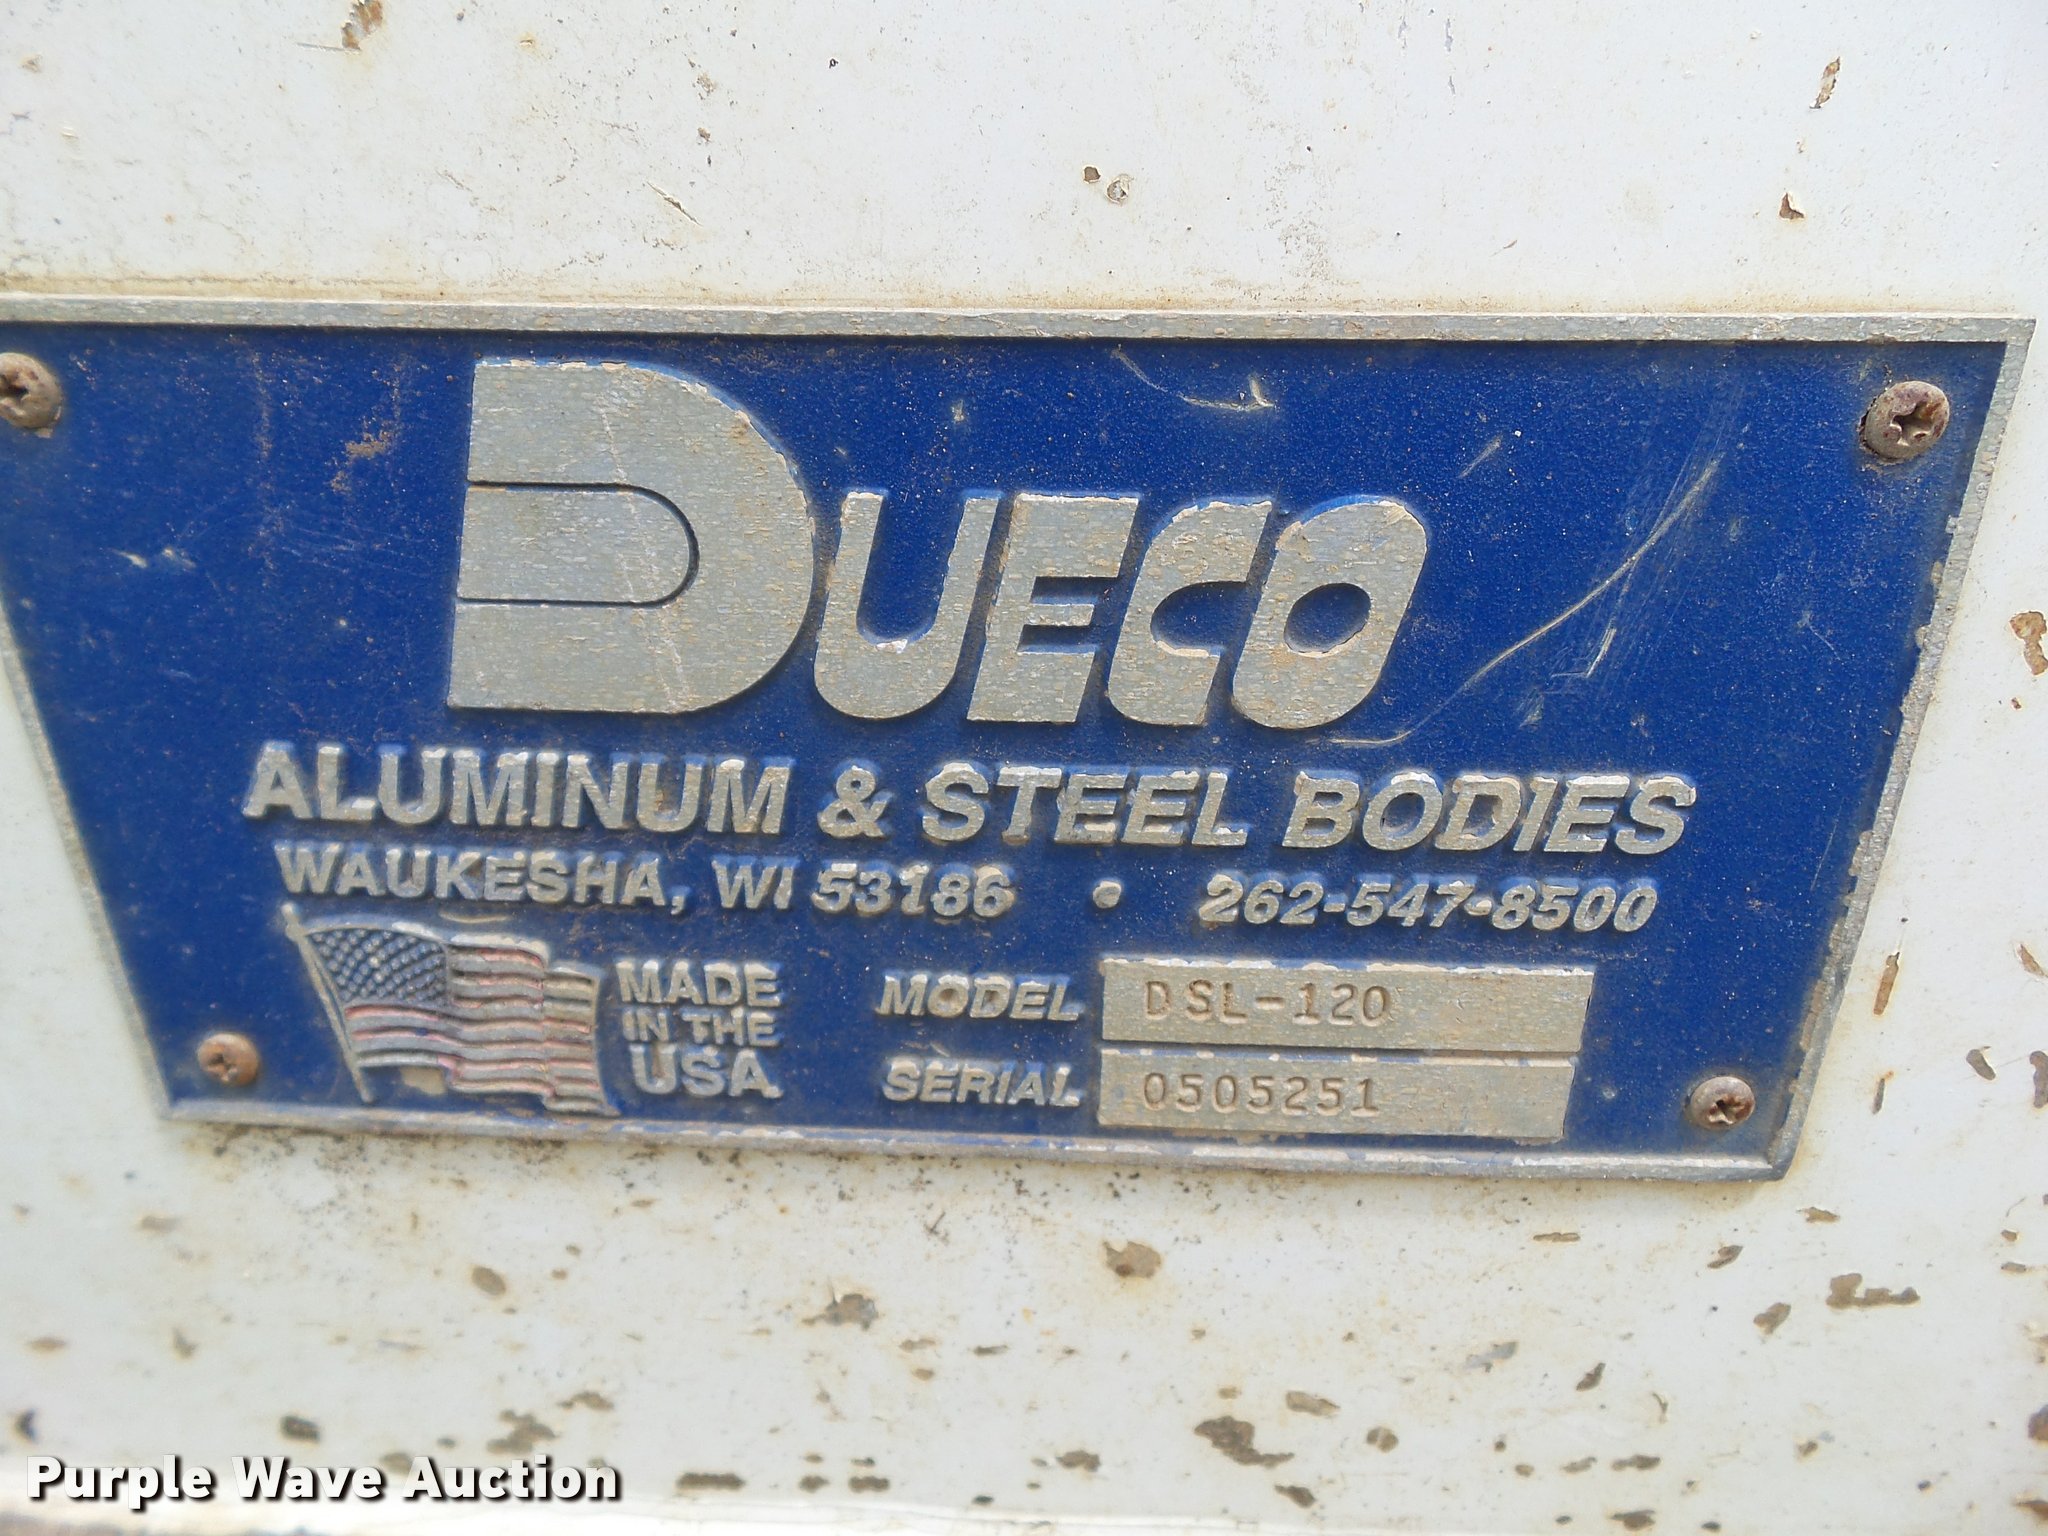 DUECO
ALUMINUM & STEEL BODIES
WAUKESHA, WI 53186 • 262-547-8500
MADE
IN THE
USA
MODEL DSL-120
SERIAL 0505251
Purple Wave Auction